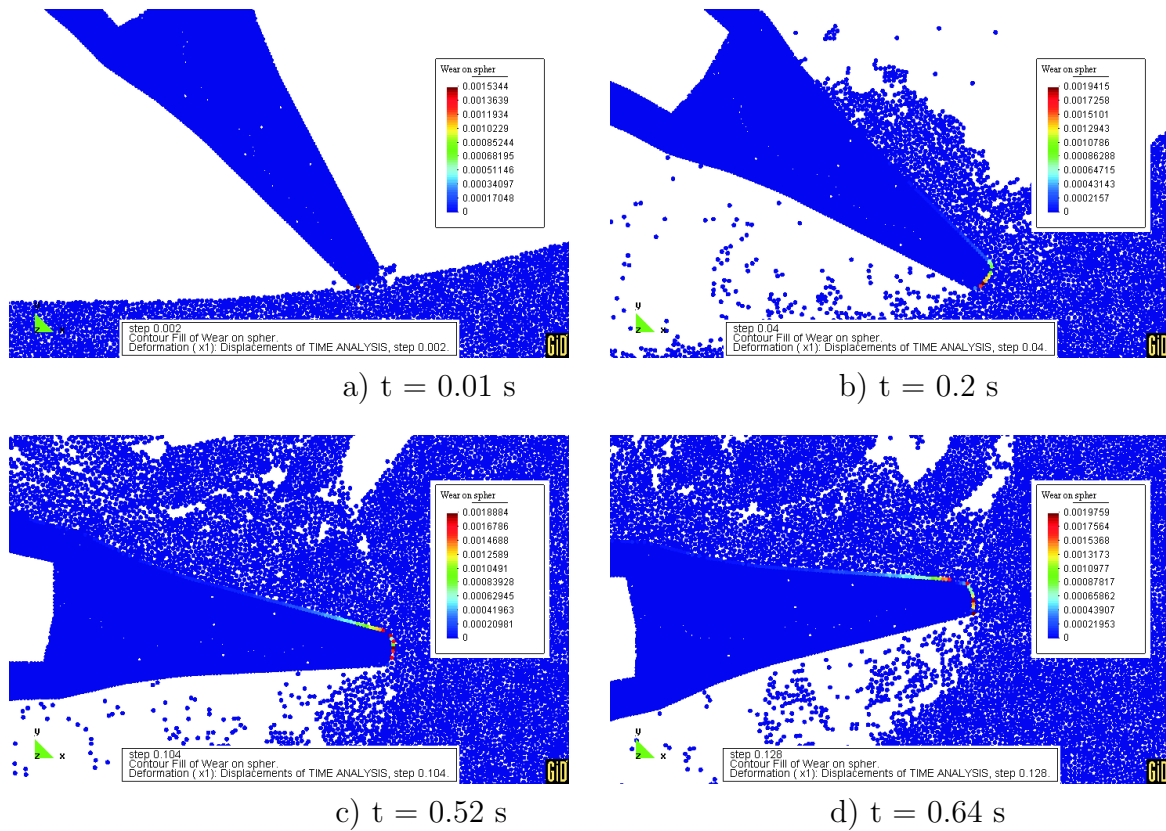 Wear on spher
0.0015344
0.0013639
0.0011934
0.0010229
0.00085244
0.00068195
0.00051146
0.00034097
0.00017048
0
y
z x
step 0.002
Contour Fill of Wear on spher.
Deformation ( x1): Displacements of TIME ANALYSIS, step 0.002.
GiD
a) t = 0.01 s
Wear on spher
0.0019415
0.0017258
0.0015101
0.0012943
0.0010786
0.00086288
0.00064715
0.00043143
0.0002157
0
y
z x
step 0.04
Contour Fill of Wear on spher.
Deformation ( x1): Displacements of TIME ANALYSIS, step 0.04.
GiD
b) t = 0.2 s
Wear on spher
0.0018884
0.0016786
0.0014688
0.0012589
0.0010491
0.00083928
0.00062945
0.00041963
0.00020981
0
y
z x
step 0.104
Contour Fill of Wear on spher.
Deformation ( x1): Displacements of TIME ANALYSIS, step 0.104.
GiD
c) t = 0.52 s
Wear on spher
0.0019759
0.0017564
0.0015368
0.0013173
0.0010977
0.00087817
0.00065862
0.00043907
0.00021953
0
y
z x
step 0.128
Contour Fill of Wear on spher.
Deformation ( x1): Displacements of TIME ANALYSIS, step 0.128.
GiD
d) t = 0.64 s